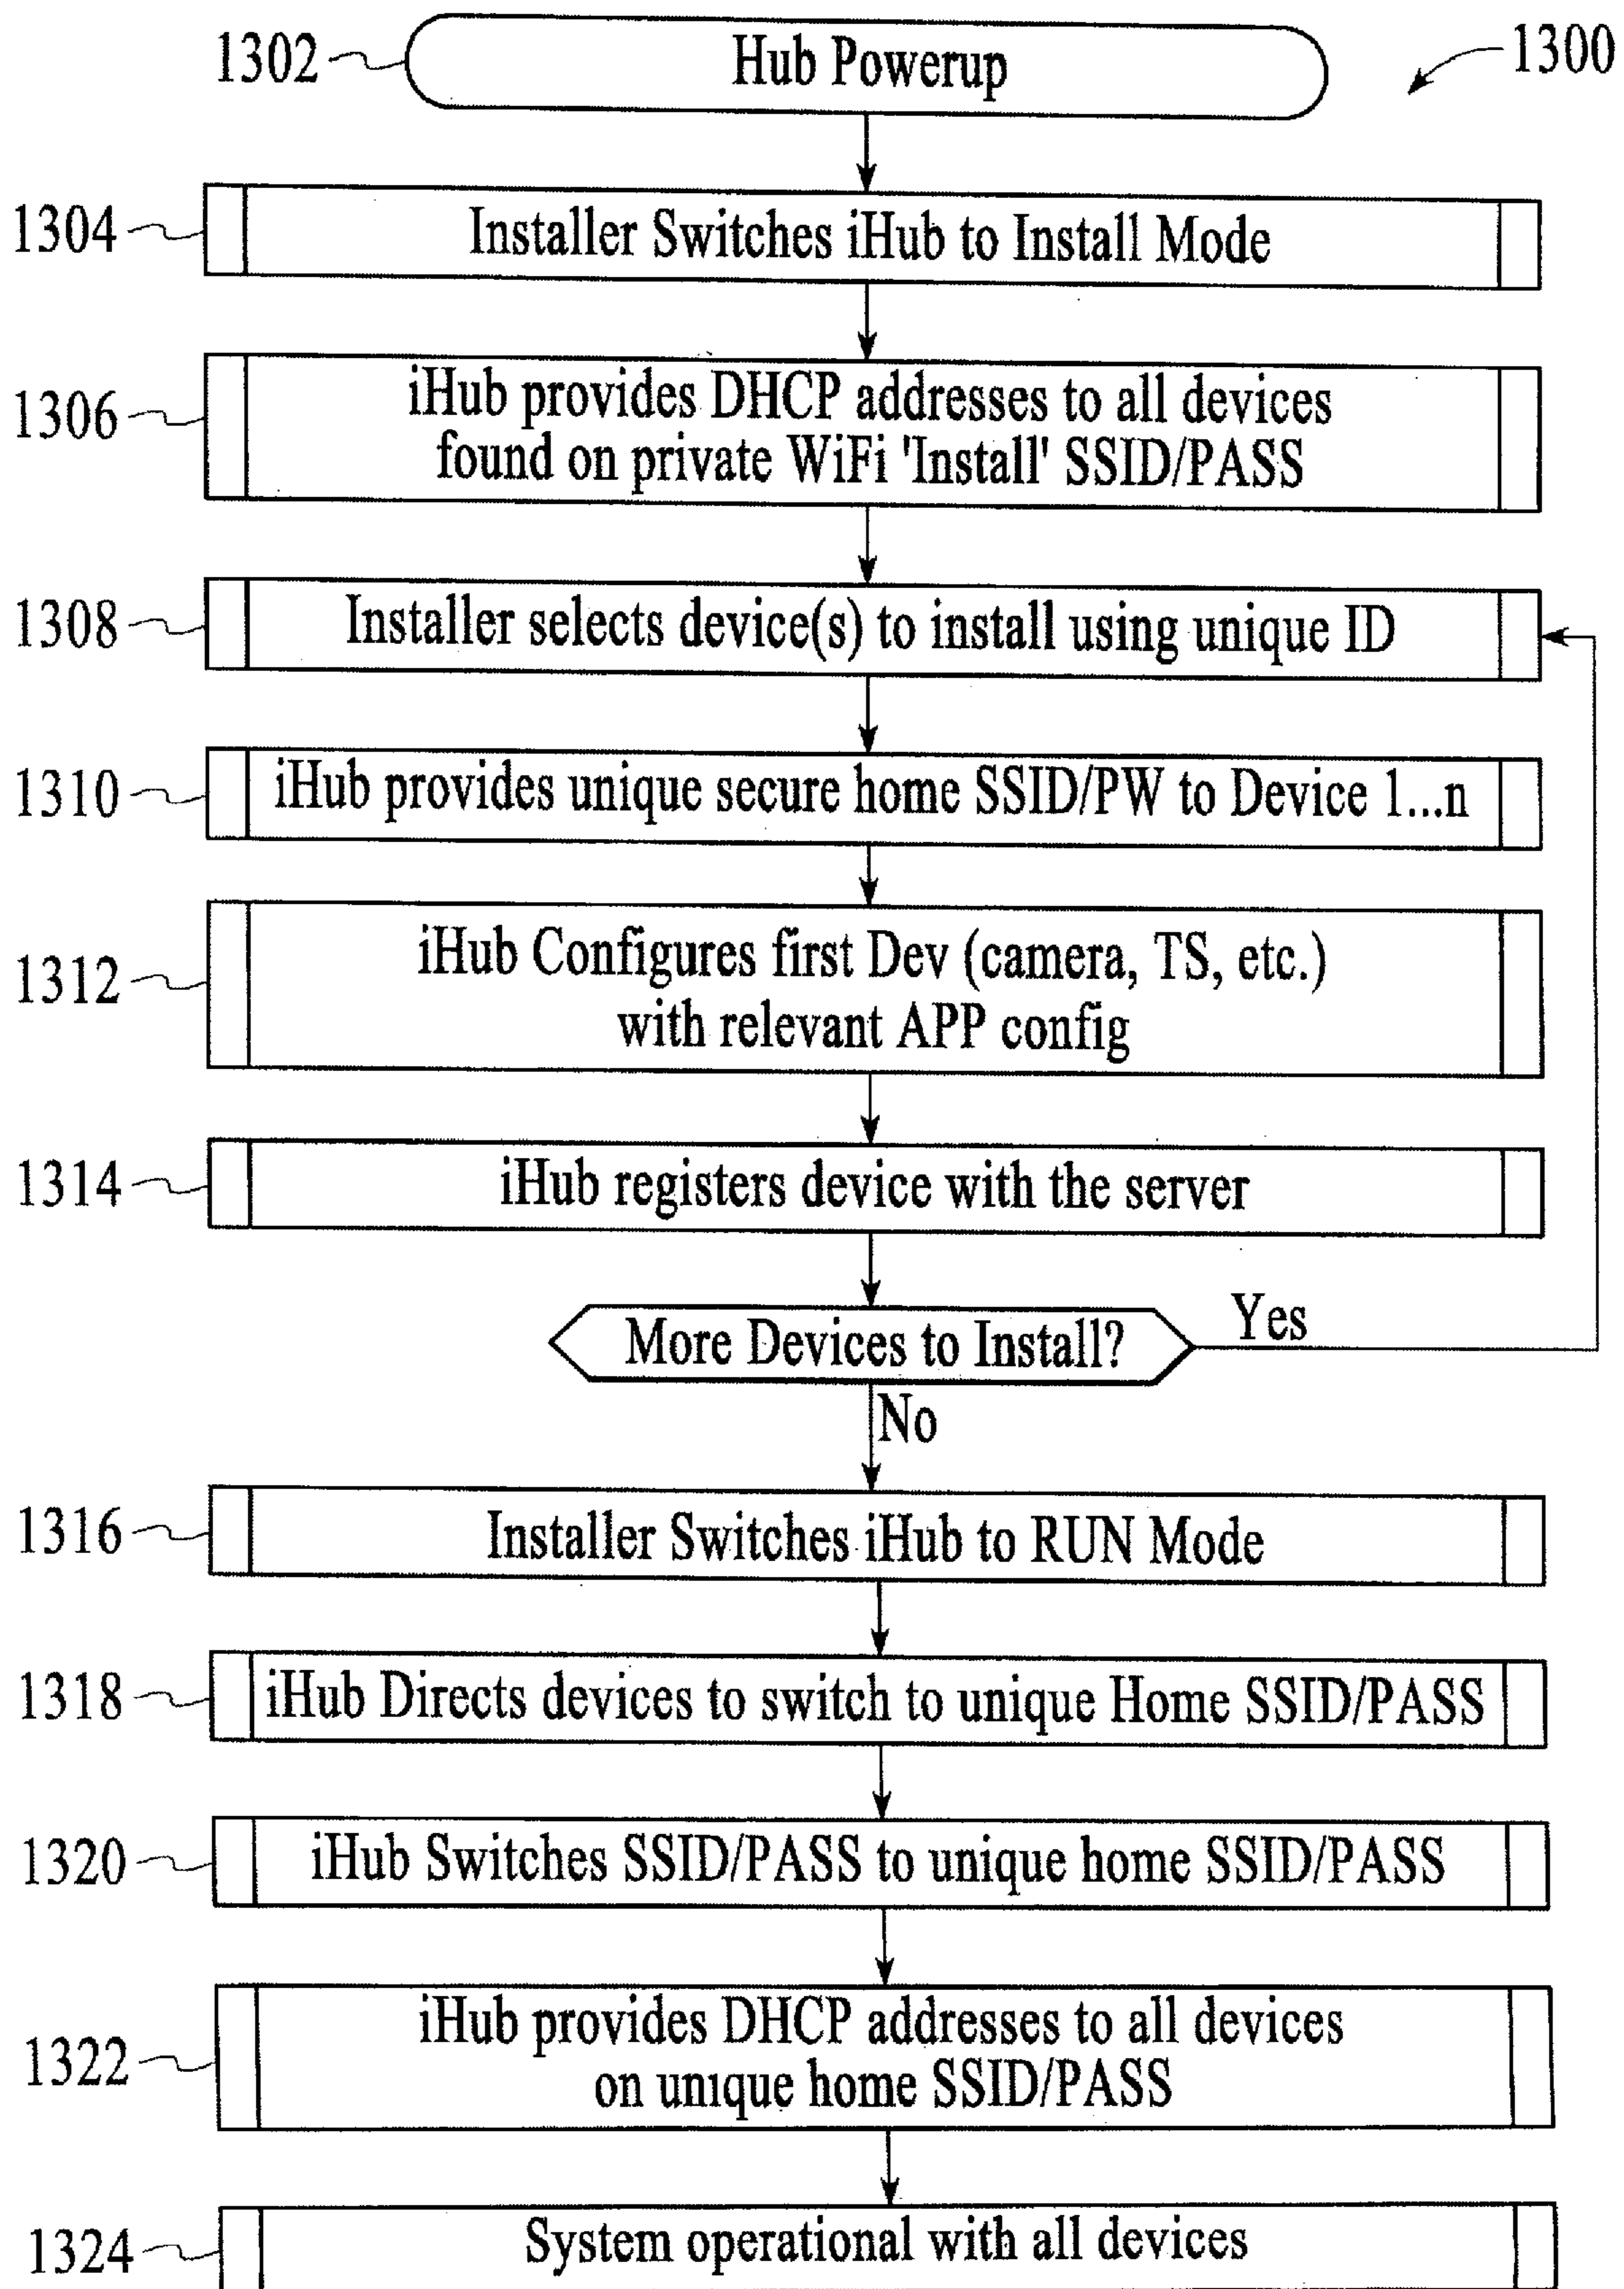 1302
Hub Powerup
1300
1304
Installer Switches iHub to Install Mode
1306
iHub provides DHCP addresses to all devices
found on private WiFi 'Install' SSID/PASS
1308
Installer selects device(s) to install using unique ID
1310
iHub provides unique secure home SSID/PW to Device 1...n
1312
iHub Configures first Dev (camera, TS, etc.)
with relevant APP config
1314
iHub registers device with the server
More Devices to Install?
Yes
No
1316
Installer Switches iHub to RUN Mode
1318
iHub Directs devices to switch to unique Home SSID/PASS
1320
iHub Switches SSID/PASS to unique home SSID/PASS
1322
iHub provides DHCP addresses to all devices
on unique home SSID/PASS
1324
System operational with all devices